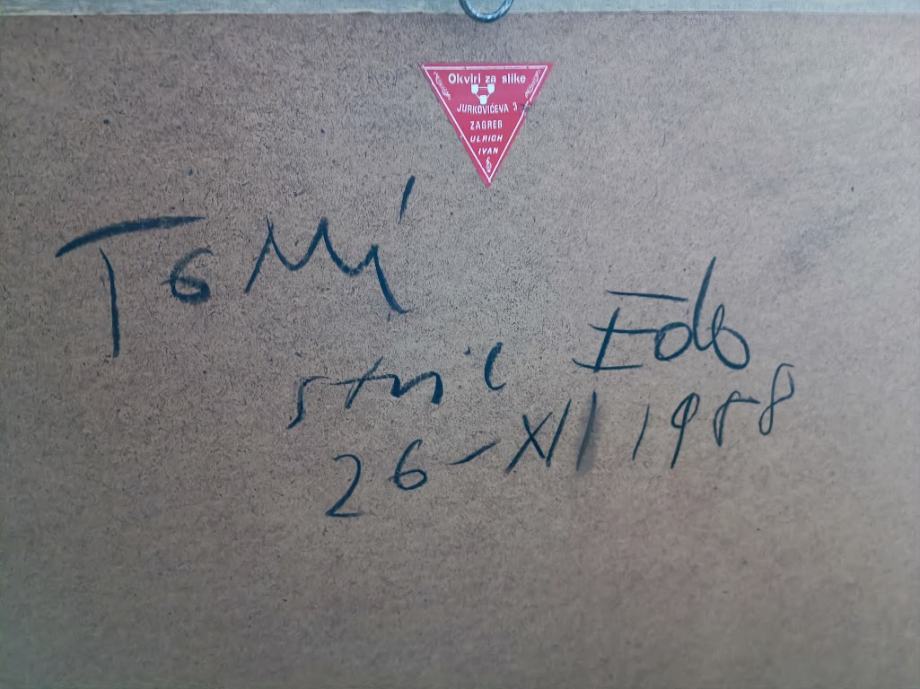 Okviri za slike
JURKOVIĆEVA 3
ZAGREB
ULRICH
IVAN
Tomi
stric Edo
26-XII 1988